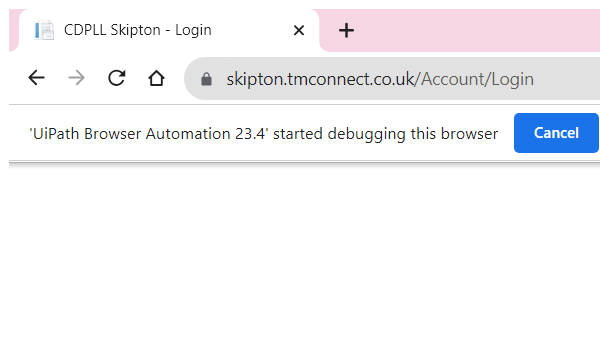 CDPLL Skipton - Login
skipton.tmconnect.co.uk/Account/Login
'UiPath Browser Automation 23.4' started debugging this browser
Cancel